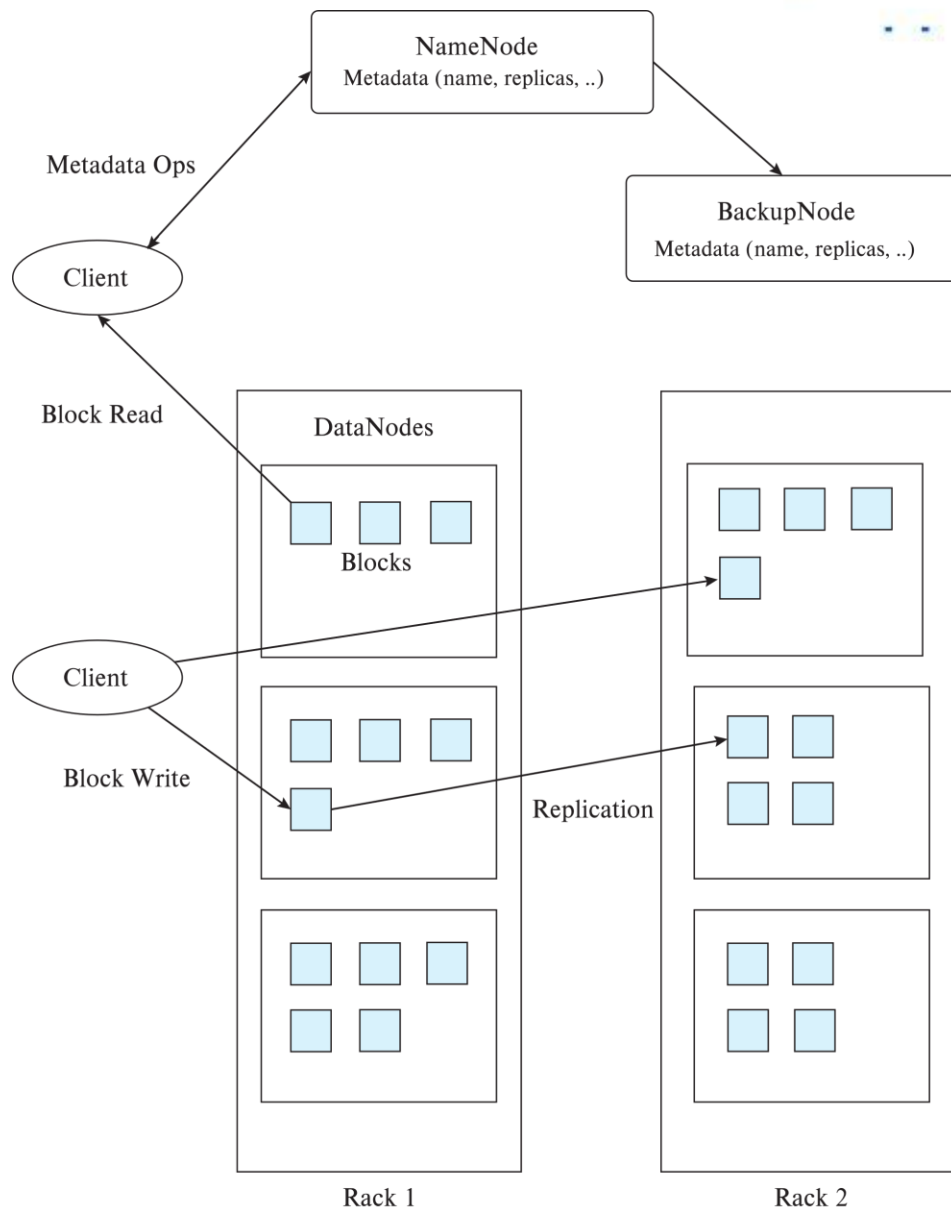 NameNode
Metadata (name, replicas, ..)
Metadata Ops
BackupNode
Metadata (name, replicas, ..)
Client
Block Read
DataNodes
Blocks
Client
Block Write
Replication
Rack 1
Rack 2